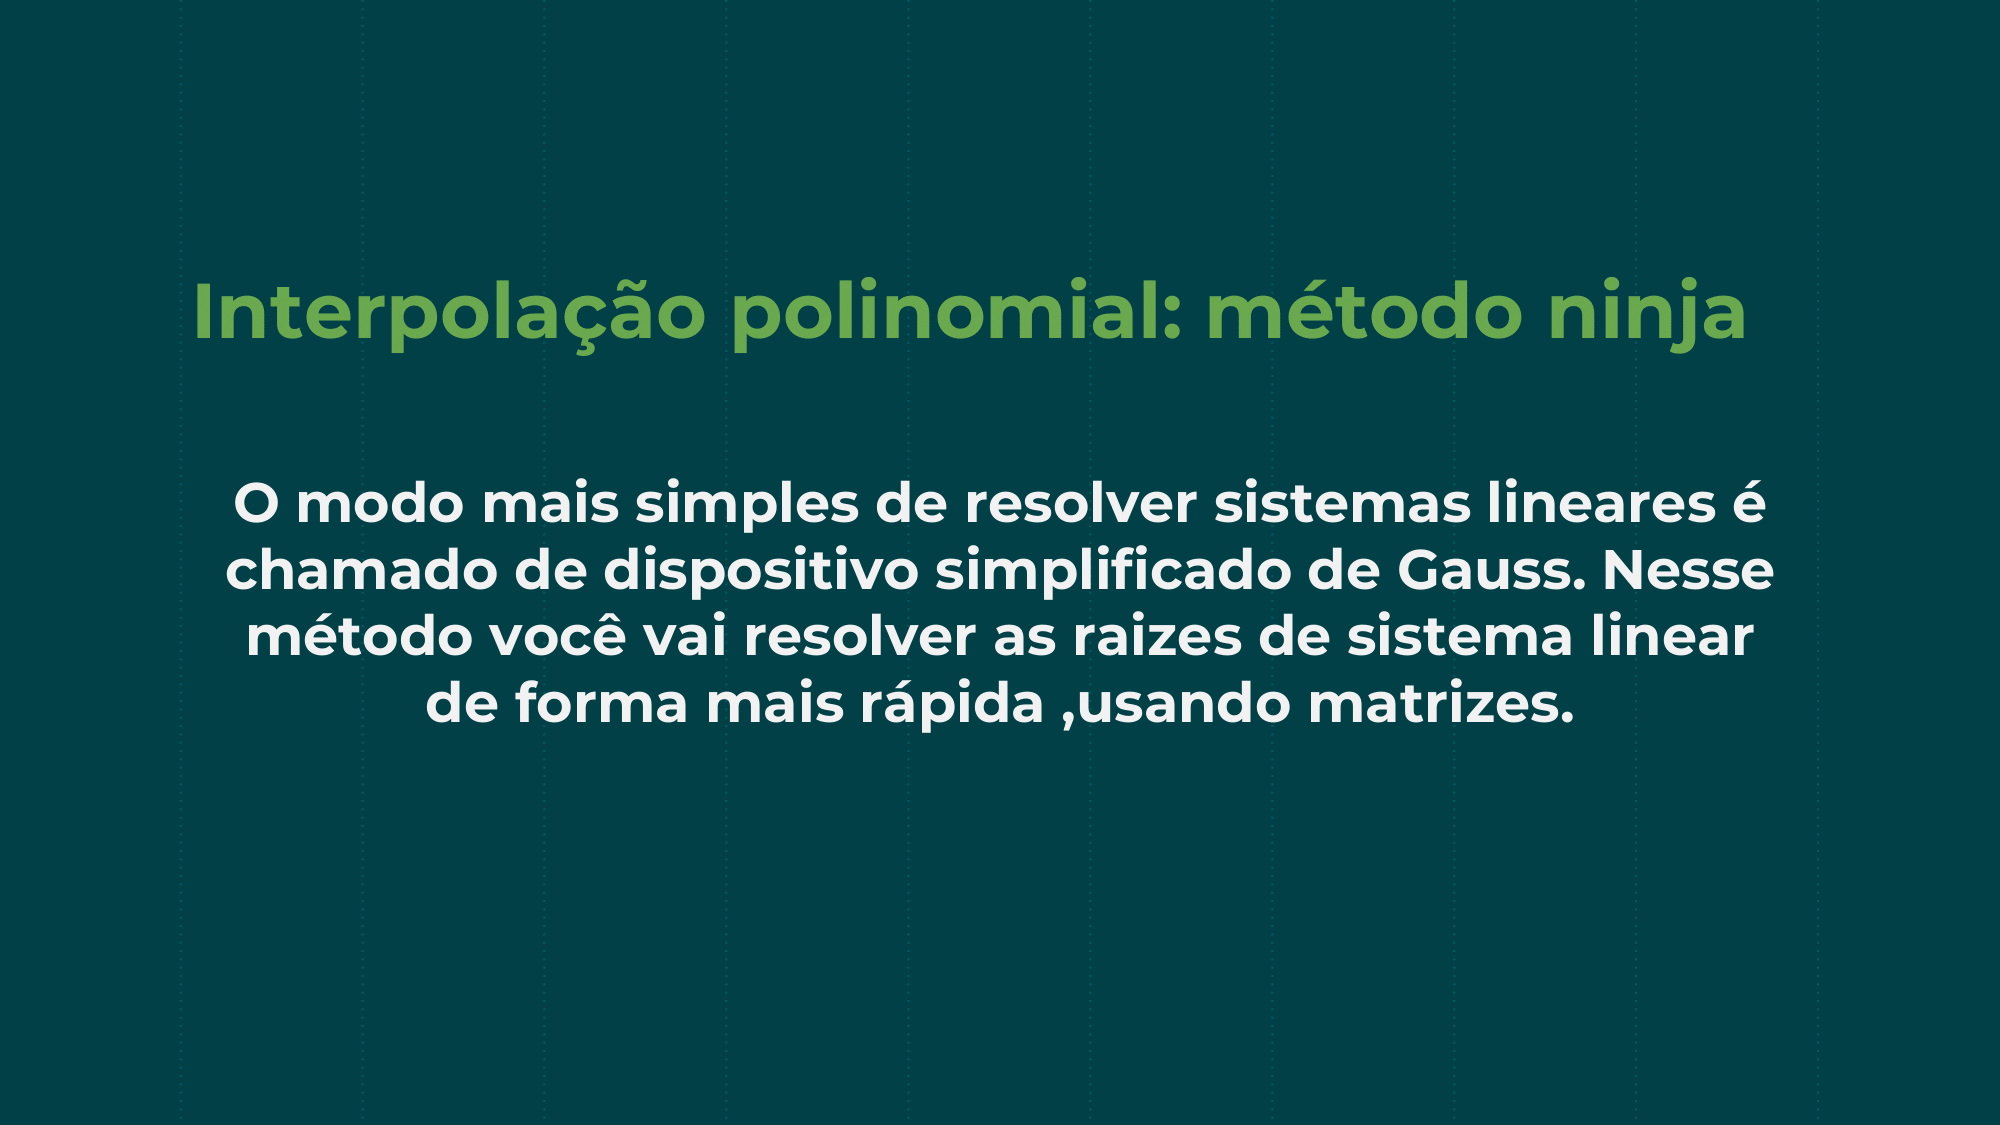 Interpolação polinomial: método ninja
O modo mais simples de resolver sistemas lineares é
chamado de dispositivo simplificado de Gauss. Nesse
método você vai resolver as raizes de sistema linear
de forma mais rápida ,usando matrizes.